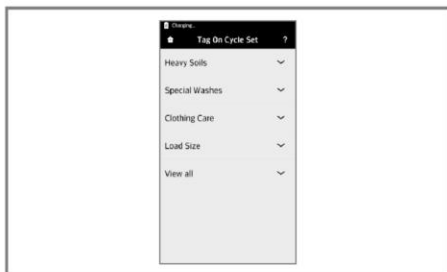 Charging..
Tag On Cycle Set ?
Heavy Soils
Special Washes
Clothing Care
Load Size
View all